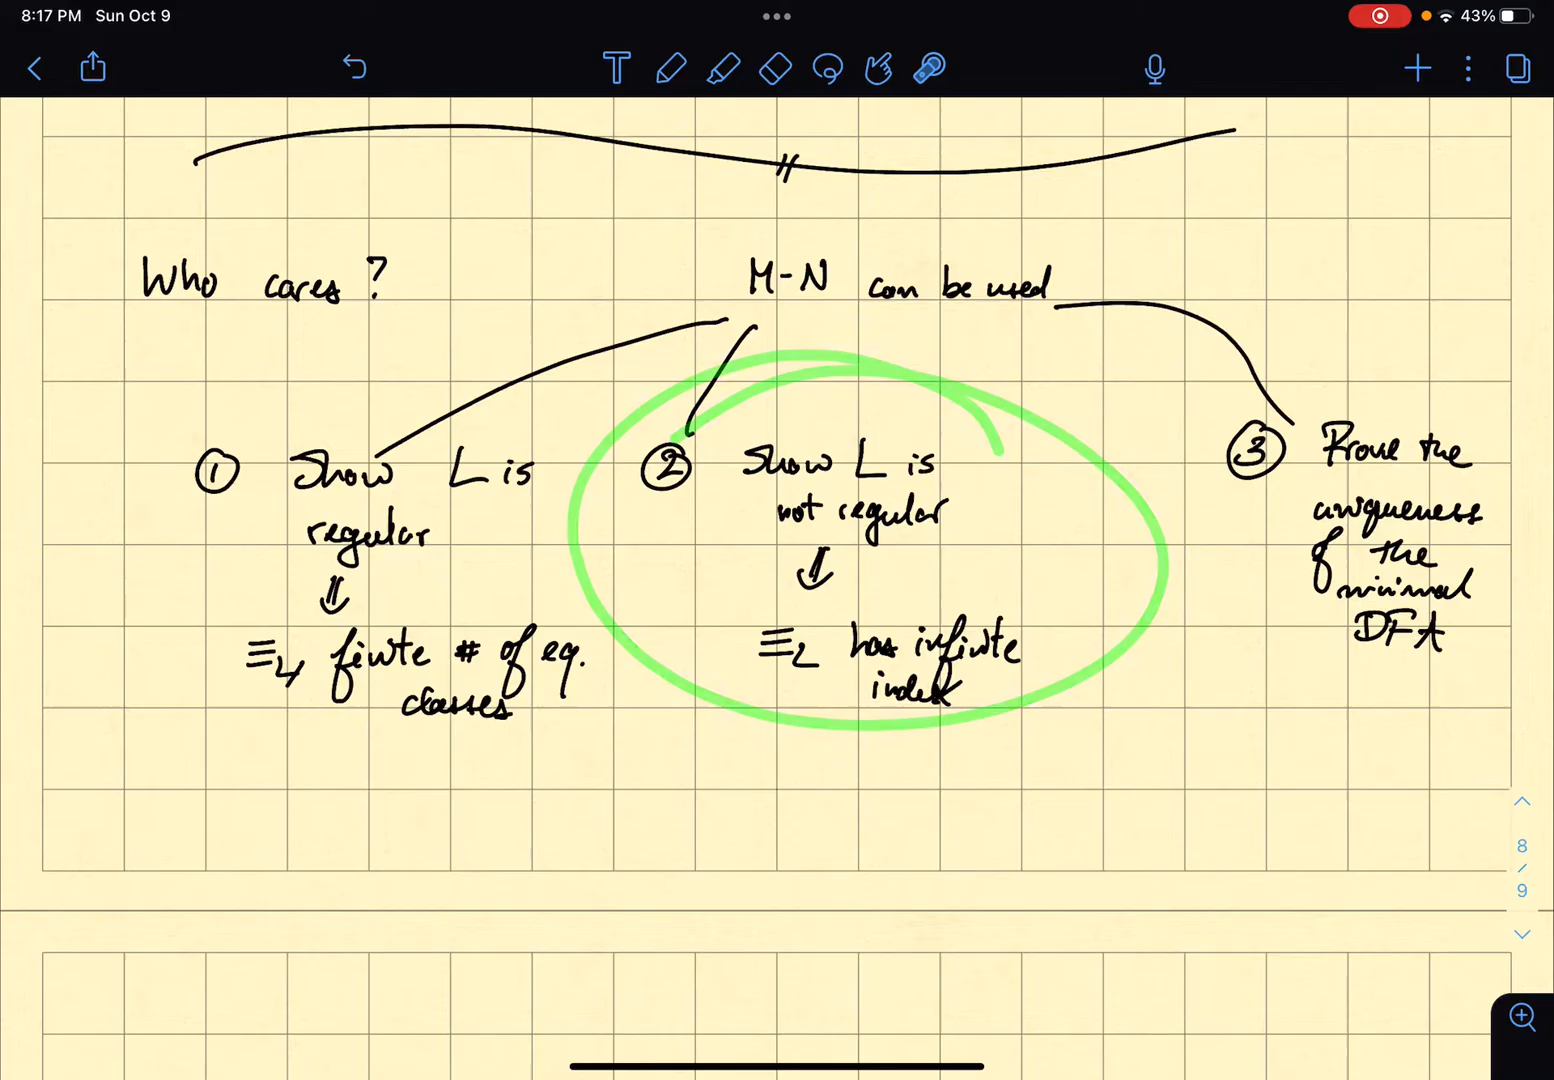 8:17 PM Sun Oct 9
43%
Who cares?
M-N can be used
① Show L is
regular
⇓
≡L finite # of eq.
classes
② Show L is
not regular
⇓
≡L has infinite
index
③ Prove the
uniqueness
of the
minimal
DFA
8
/
9